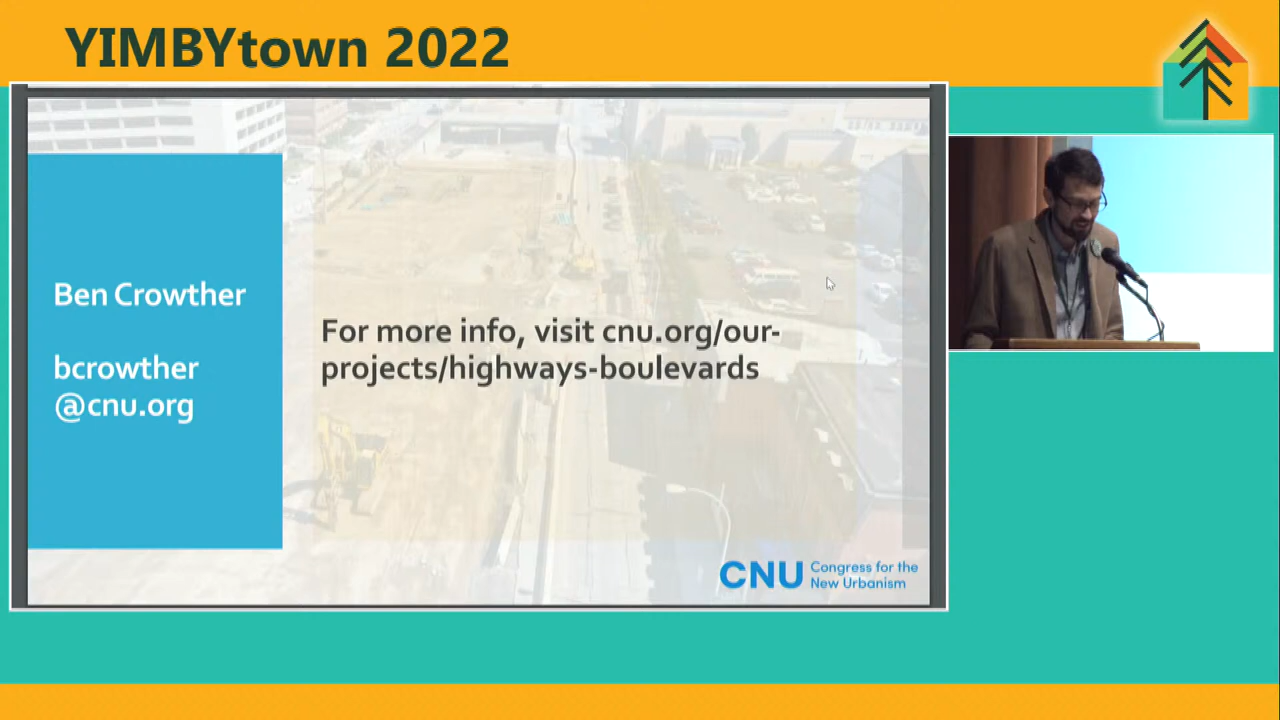 YIMBYtown 2022
Ben Crowther
bcrowther
@cnu.org
For more info, visit cnu.org/our-
projects/highways-boulevards
CNU
Congress for the
New Urbanism